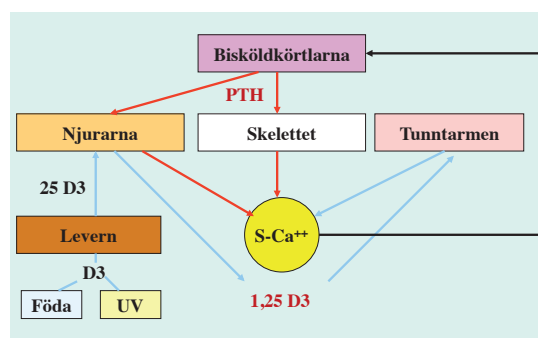 Bisköldkörtlarna
PTH
Njurarna
Skelettet
Tunntarmen
25 D3
Levern
S-Ca++
D3
1,25 D3
Föda
UV